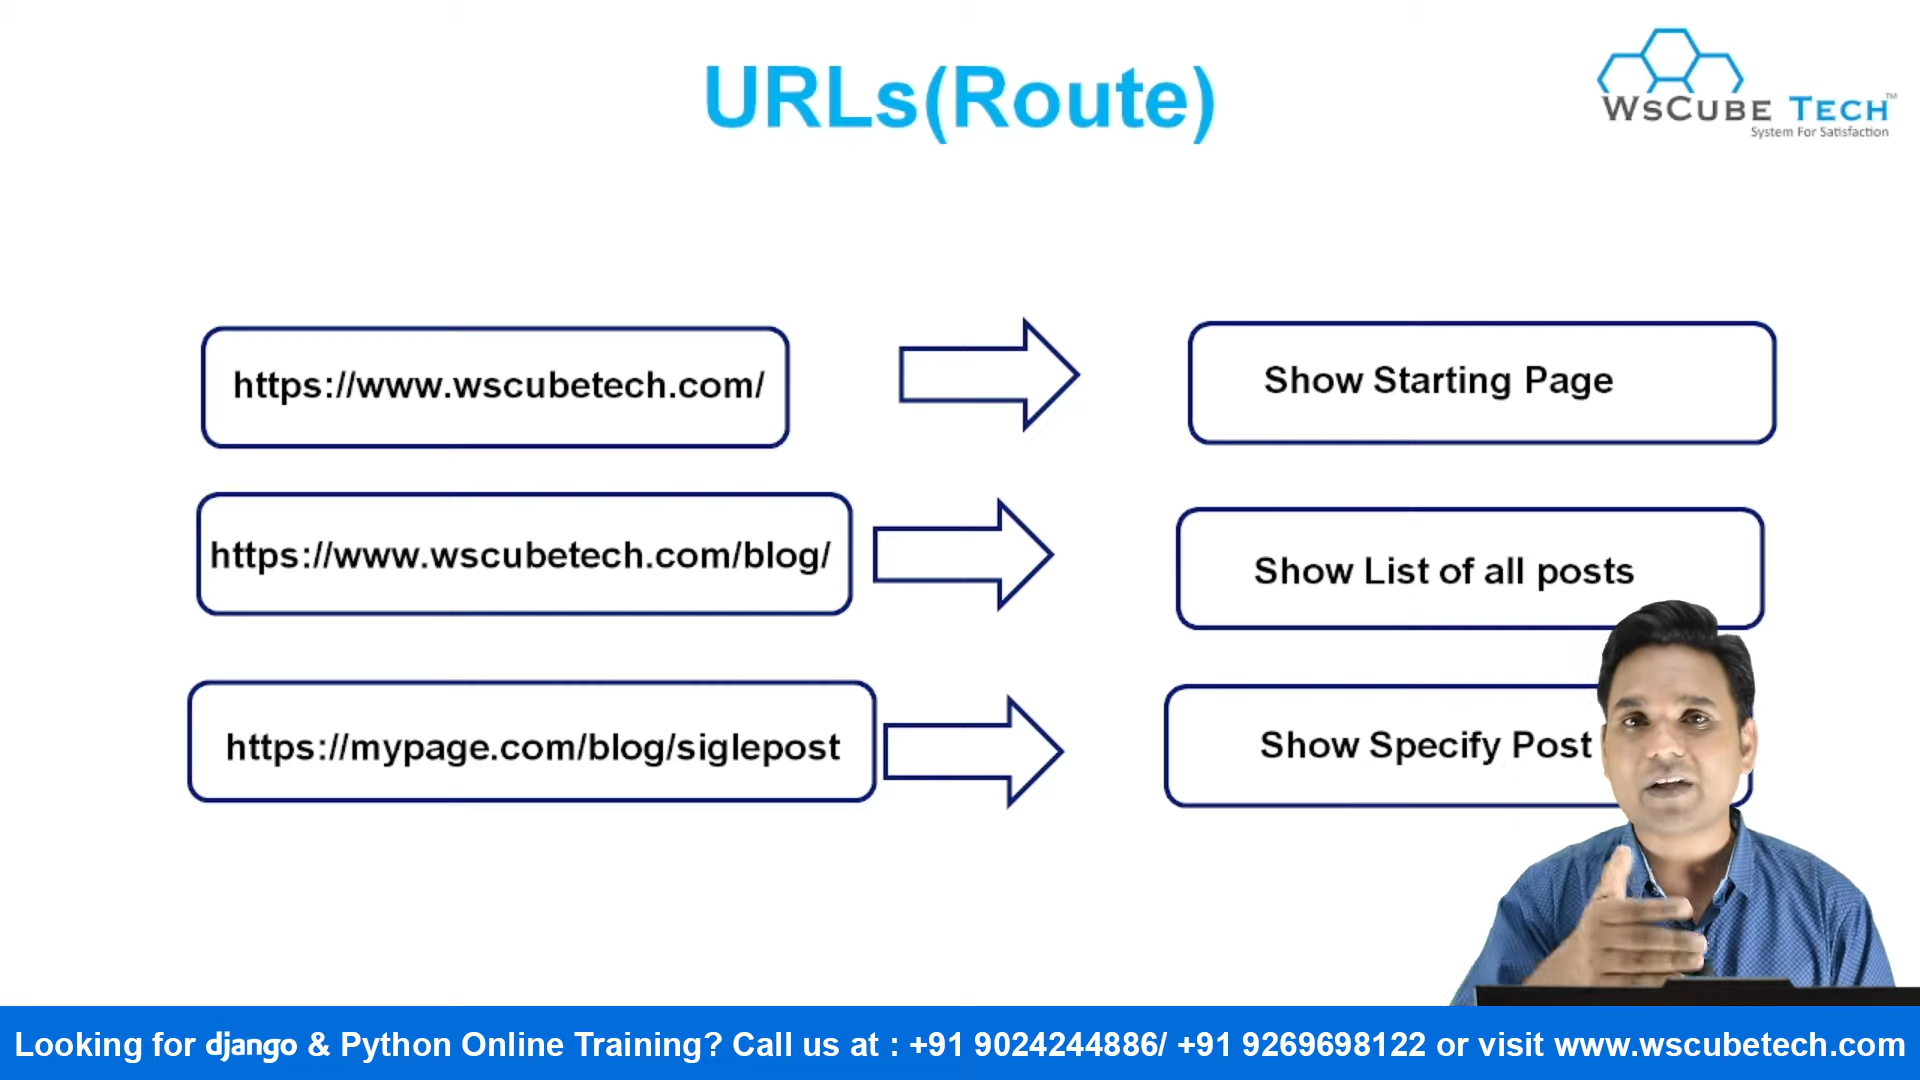 URLs(Route)
WsCube Tech™
System For Satisfaction
https://www.wscubetech.com/
Show Starting Page
https://www.wscubetech.com/blog/
Show List of all posts
https://mypage.com/blog/siglepost
Show Specify Post
Looking for django & Python Online Training? Call us at : +91 9024244886/ +91 9269698122 or visit www.wscubetech.com